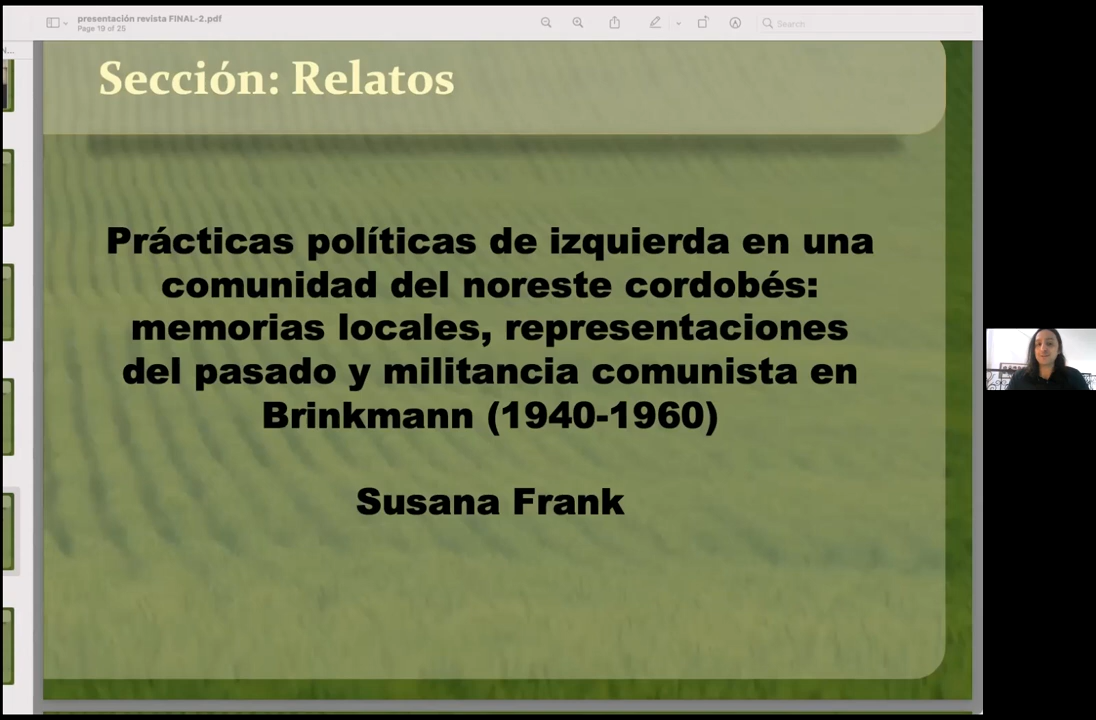 presentación revista FINAL-2.pdf
Page 19 of 25
Search
N...
Sección: Relatos
Prácticas políticas de izquierda en una
comunidad del noreste cordobés:
memorias locales, representaciones
del pasado y militancia comunista en
Brinkmann (1940-1960)
Susana Frank